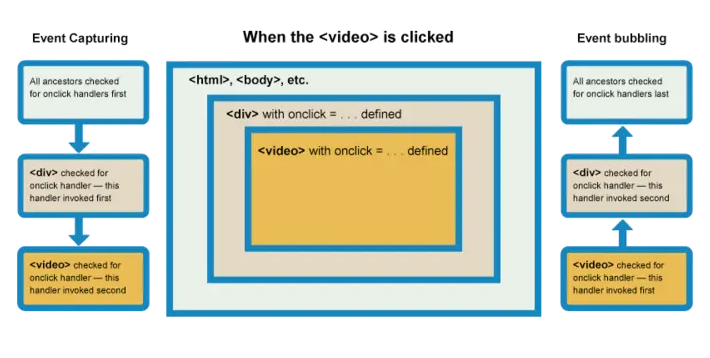 Event Capturing
All ancestors checked
for onclick handlers first
<div> checked for
onclick handler — this
handler invoked first
<video> checked for
onclick handler — this
handler invoked second
When the <video> is clicked
<html>, <body>, etc.
<div> with onclick = . . . defined
<video> with onclick = . . . defined
Event bubbling
All ancestors checked
for onclick handlers last
<div> checked for
onclick handler — this
handler invoked second
<video> checked for
onclick handler — this
handler invoked first